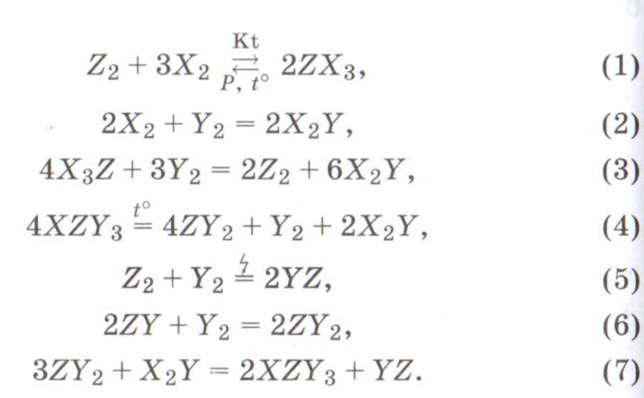 Z₂ + 3X₂ ⇄ (Kt / P, t°) 2ZX₃, (1)
2X₂ + Y₂ = 2X₂Y, (2)
4X₃Z + 3Y₂ = 2Z₂ + 6X₂Y, (3)
4XZY₃ =(t°) 4ZY₂ + Y₂ + 2X₂Y, (4)
Z₂ + Y₂ =(↯) 2YZ, (5)
2ZY + Y₂ = 2ZY₂, (6)
3ZY₂ + X₂Y = 2XZY₃ + YZ. (7)